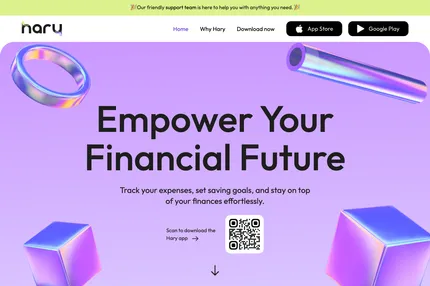 Our friendly support team is here to help you with anything you need.
hary
Home
Why Hary
Download now
App Store
Google Play
Empower Your
Financial Future
Track your expenses, set saving goals, and stay on top
of your finances effortlessly.
Scan to download the
Hary app